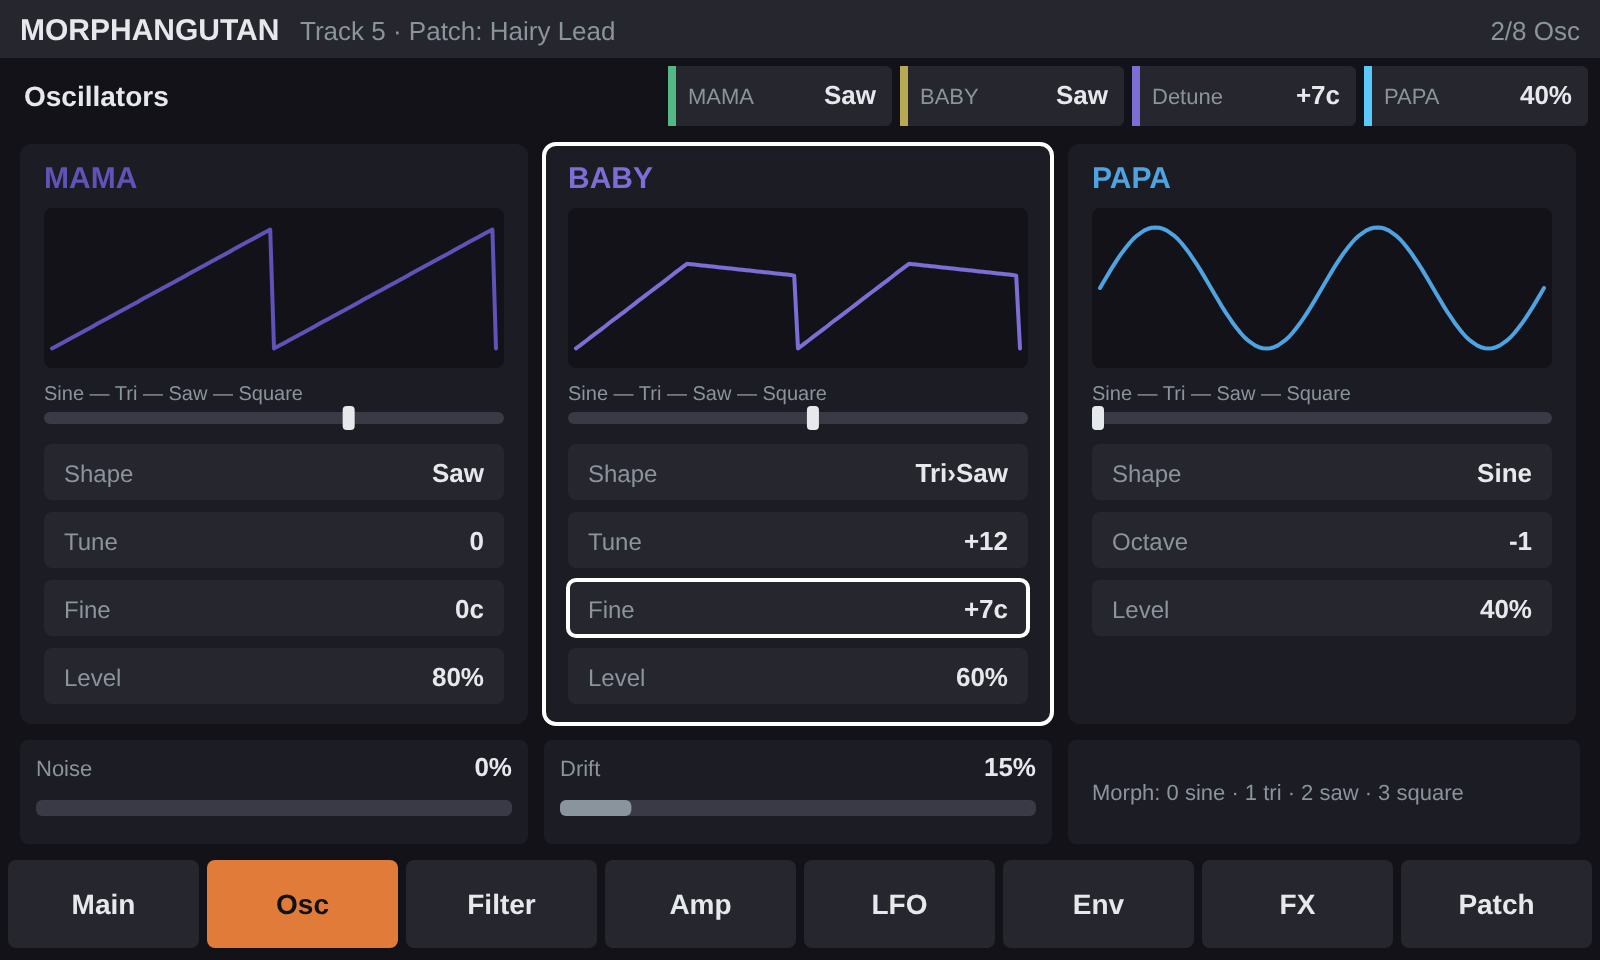 MORPHANGUTAN Track 5 · Patch: Hairy Lead 2/8 Osc
Oscillators MAMA Saw BABY Saw Detune +7c PAPA 40%
MAMA
Sine — Tri — Saw — Square
Shape Saw
Tune 0
Fine 0c
Level 80%
BABY
Sine — Tri — Saw — Square
Shape Tri›Saw
Tune +12
Fine +7c
Level 60%
PAPA
Sine — Tri — Saw — Square
Shape Sine
Octave -1
Level 40%
Noise 0%
Drift 15%
Morph: 0 sine · 1 tri · 2 saw · 3 square
Main Osc Filter Amp LFO Env FX Patch